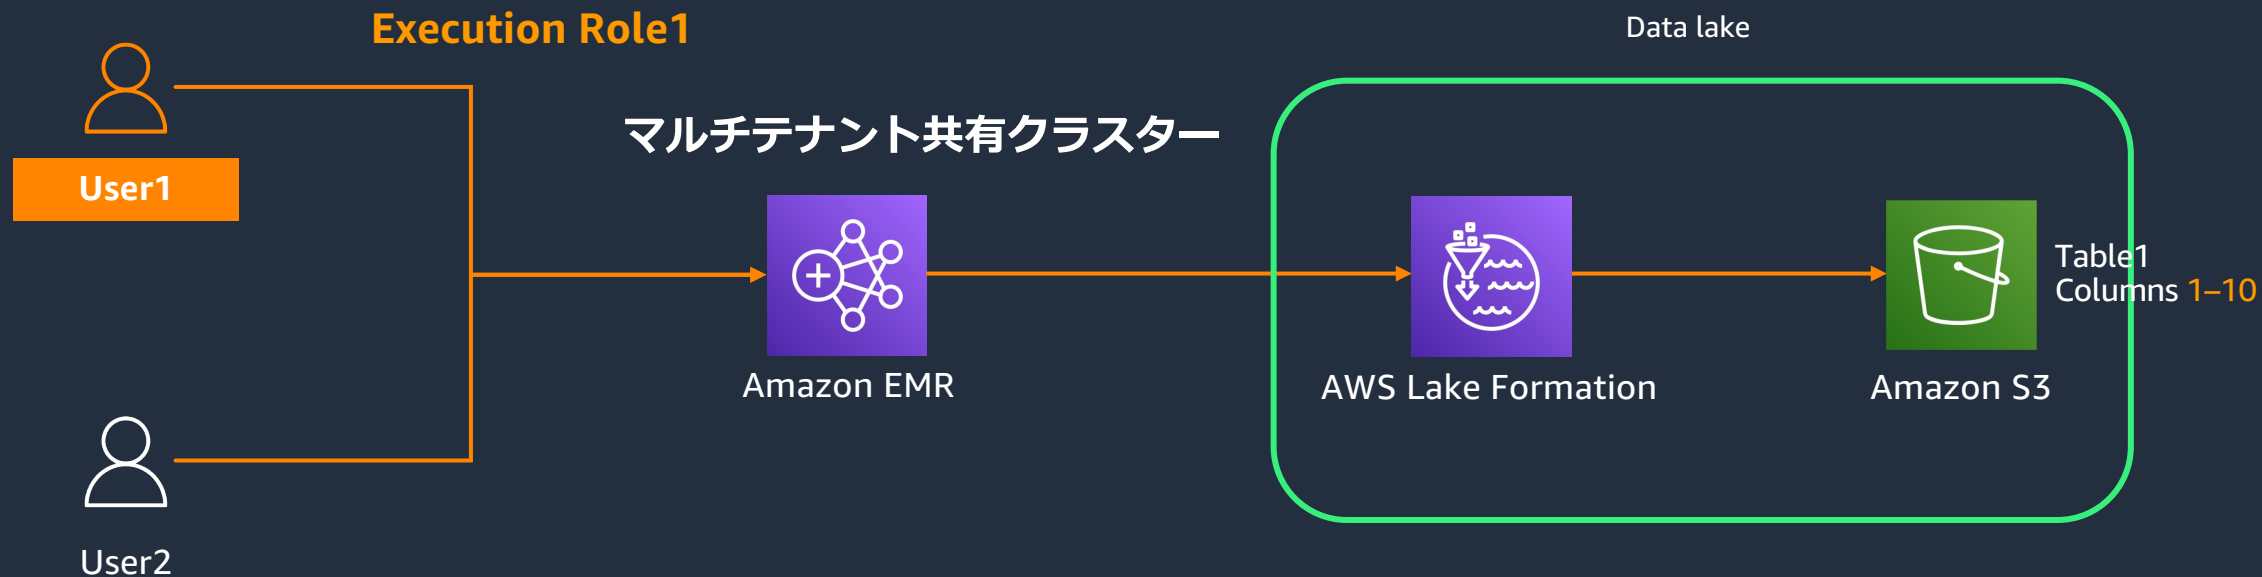 Execution Role1
Data lake
マルチテナント共有クラスター
User1
Table1
Columns 1–10
Amazon EMR
AWS Lake Formation
Amazon S3
User2